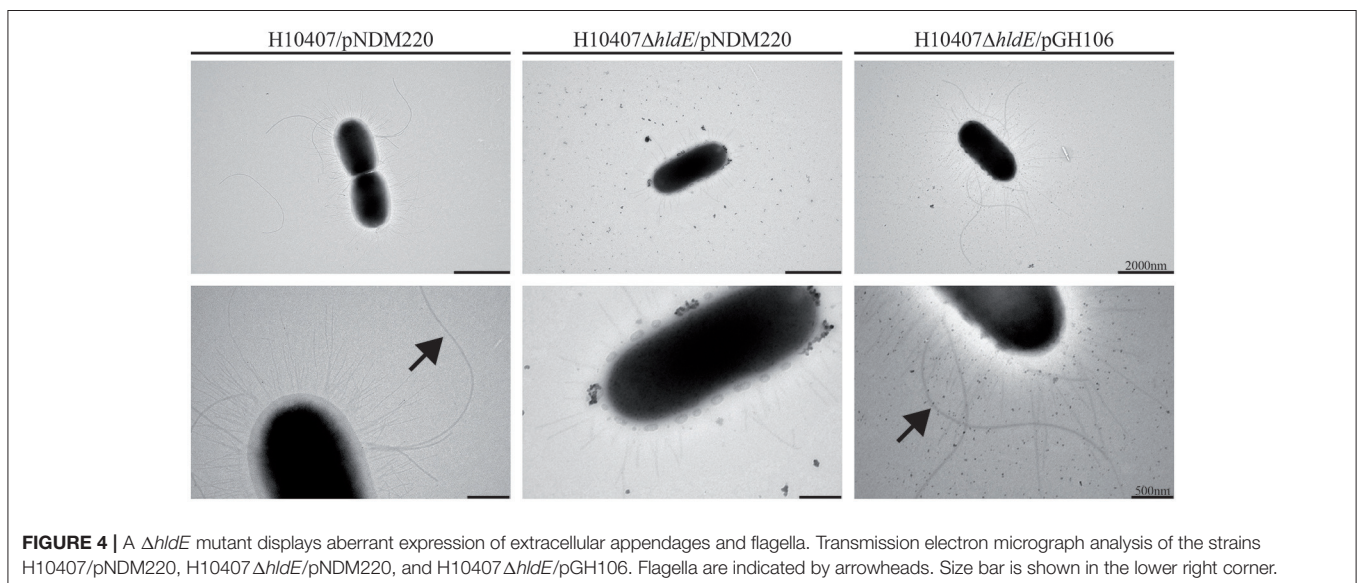 H10407/pNDM220 H10407ΔhldE/pNDM220 H10407ΔhldE/pGH106
2000nm
500nm
FIGURE 4 | A ΔhldE mutant displays aberrant expression of extracellular appendages and flagella. Transmission electron micrograph analysis of the strains
H10407/pNDM220, H10407ΔhldE/pNDM220, and H10407ΔhldE/pGH106. Flagella are indicated by arrowheads. Size bar is shown in the lower right corner.